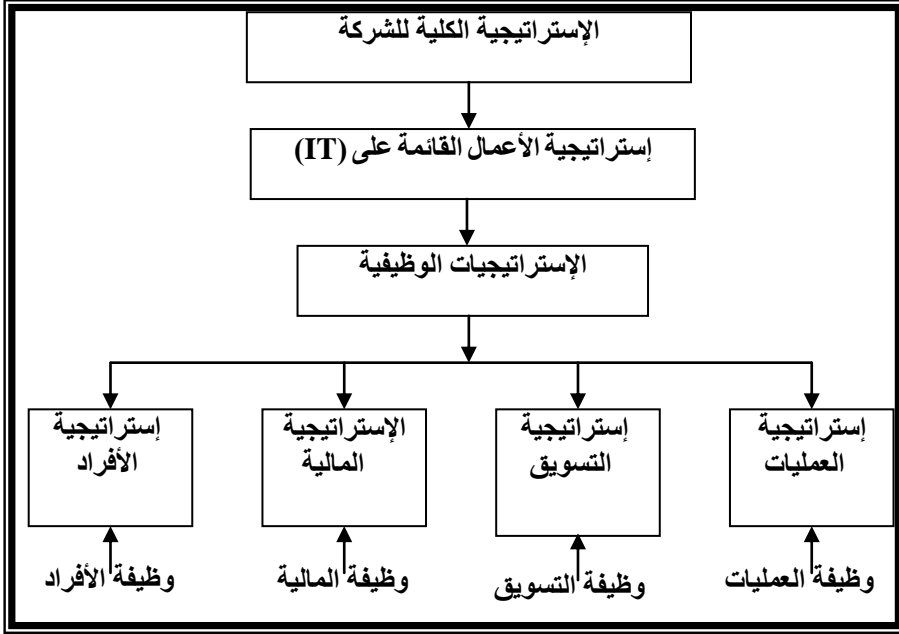 الإستراتيجية الكلية للشركة
إستراتيجية الأعمال القائمة على (IT)
الإستراتيجيات الوظيفية
إستراتيجية
العمليات
إستراتيجية
التسويق
الإستراتيجية
المالية
إستراتيجية
الأفراد
وظيفة العمليات
وظيفة التسويق
وظيفة المالية
وظيفة الأفراد